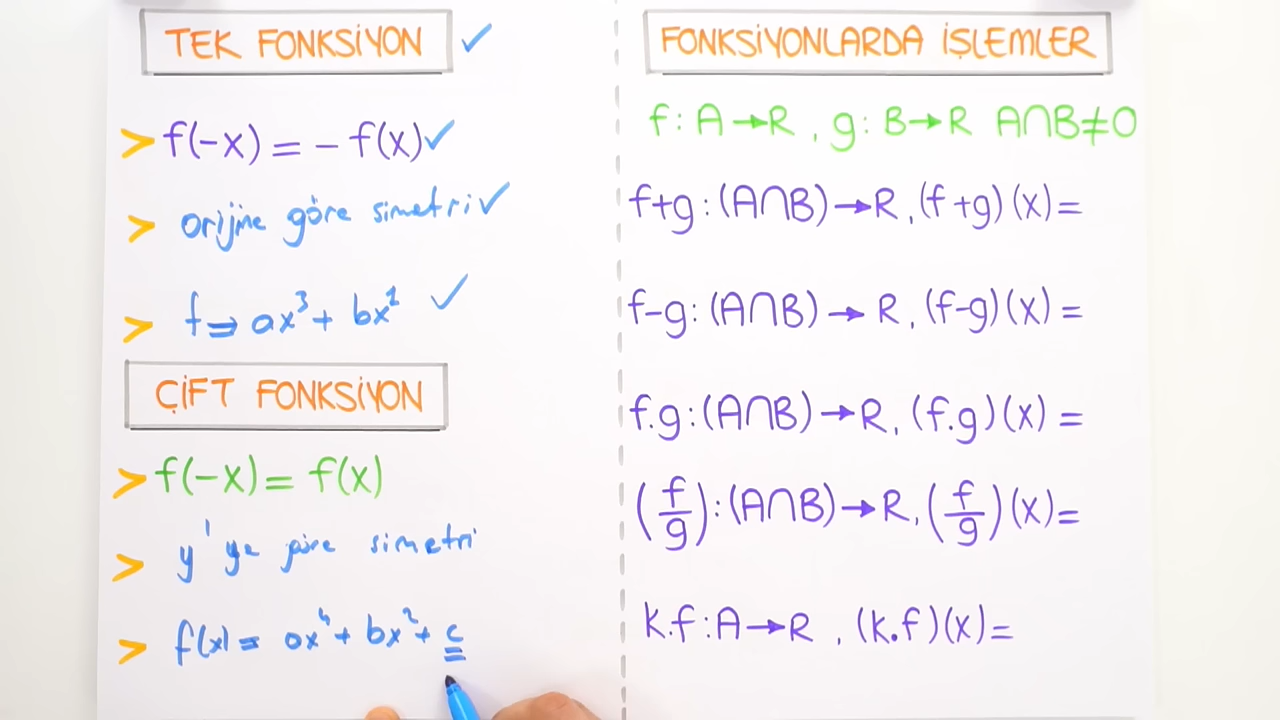 TEK FONKSİYON ✓
> f(-x) = - f(x) ✓
> orijine göre simetri ✓
> f ⇒ ax³ + bx¹ ✓
ÇİFT FONKSİYON
> f(-x) = f(x)
> y'ye göre simetri
> f(x) = ax⁴ + bx² + c
FONKSİYONLARDA İŞLEMLER
f: A→R, g: B→R A∩B≠0
f+g: (A∩B)→R, (f+g)(x)=
f-g: (A∩B)→R, (f-g)(x)=
f.g: (A∩B)→R, (f.g)(x)=
(f/g): (A∩B)→R, (f/g)(x)=
k.f: A→R, (k.f)(x)=